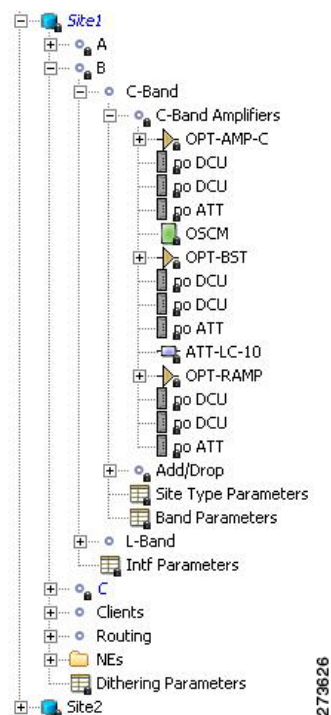 Site1
A
B
C-Band
C-Band Amplifiers
OPT-AMP-C
no DCU
no DCU
no ATT
OSCM
OPT-BST
no DCU
no DCU
no ATT
ATT-LC-10
OPT-RAMP
no DCU
no DCU
no ATT
Add/Drop
Site Type Parameters
Band Parameters
L-Band
Intf Parameters
C
Clients
Routing
NEs
Dithering Parameters
Site2
273626